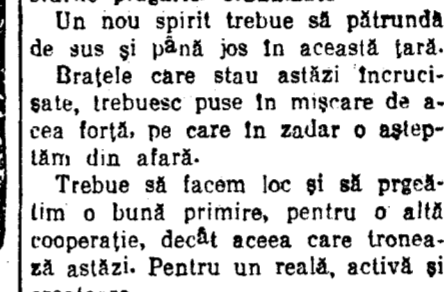 Un nou spirit trebue să pătrundă
de sus și până jos în această țară.
Brațele care stau astăzi încruci-
șate, trebuesc puse în mișcare de a-
cea forță, pe care în zadar o aștep-
tăm din afară.
Trebue să facem loc și să prgeă-
tim o bună primire, pentru o altă
cooperație, decât aceea care tronea-
ză astăzi. Pentru un reală, activă și